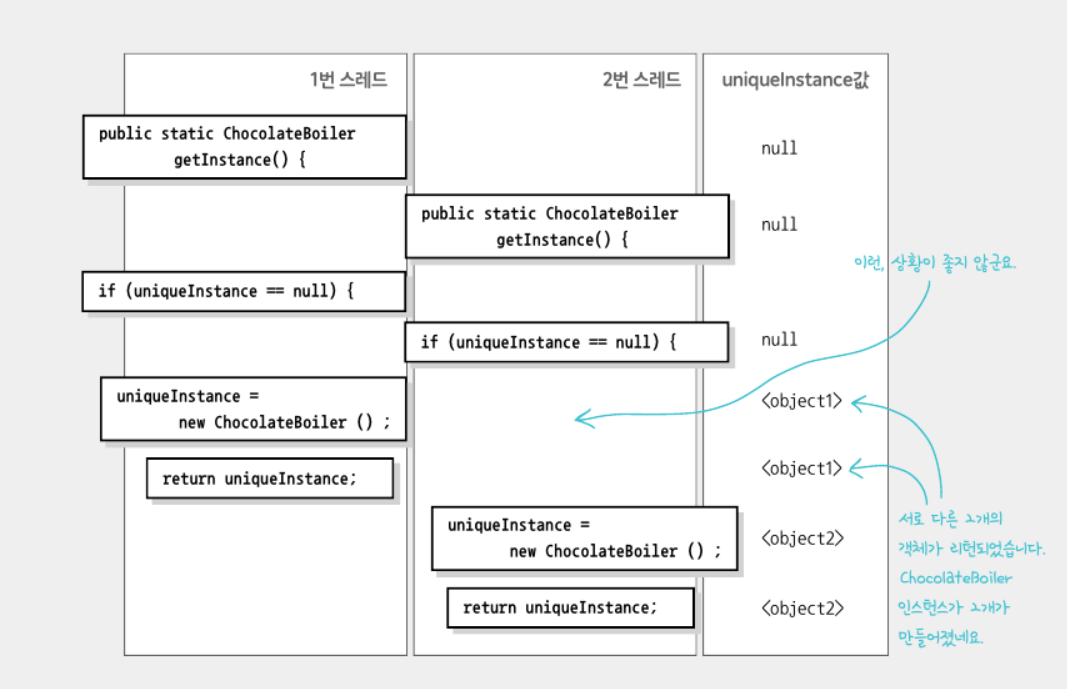 1번 스레드
2번 스레드
uniqueInstance값
public static ChocolateBoiler
getInstance() {
null
public static ChocolateBoiler
getInstance() {
null
이런, 상황이 좋지 않군요.
if (uniqueInstance == null) {
if (uniqueInstance == null) {
null
uniqueInstance =
new ChocolateBoiler () ;
<object1>
return uniqueInstance;
<object1>
uniqueInstance =
new ChocolateBoiler () ;
<object2>
return uniqueInstance;
<object2>
서로 다른 2개의
객체가 리턴되었습니다.
ChocolateBoiler
인스턴스가 2개가
만들어졌네요.